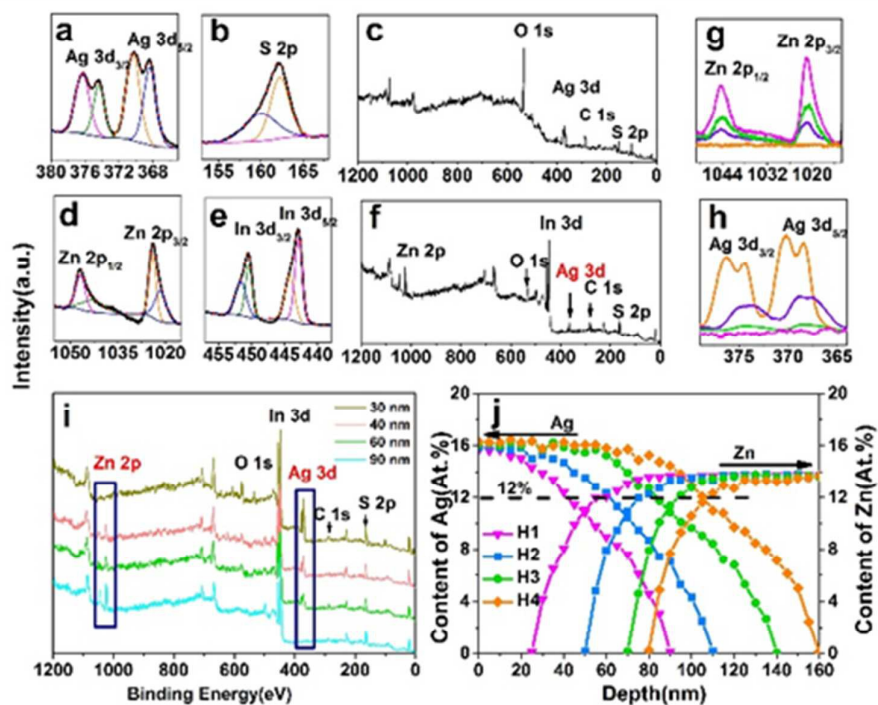 Intensity(a.u.)
a
Ag 3d3/2
Ag 3d5/2
380 376 372 368
b
S 2p
155 160 165
c
O 1s
Ag 3d
C 1s
S 2p
1200 1000 800 600 400 200 0
g
Zn 2p1/2
Zn 2p3/2
1044 1032 1020
d
Zn 2p1/2
Zn 2p3/2
1050 1035 1020
e
In 3d3/2
In 3d5/2
455 450 445 440
f
Zn 2p
O 1s
In 3d
Ag 3d
C 1s
S 2p
1200 1000 800 600 400 200 0
h
Ag 3d3/2
Ag 3d5/2
375 370 365
i
In 3d
30 nm
40 nm
60 nm
90 nm
Zn 2p
O 1s
Ag 3d
C 1s
S 2p
1200 1000 800 600 400 200 0
Binding Energy(eV)
j
Content of Ag(At.%)
20
16
12
8
4
0
Ag
Zn
12%
H1
H2
H3
H4
0 20 40 60 80 100 120 140 160
Depth(nm)
20
16
12
8
4
0
Content of Zn(At.%)